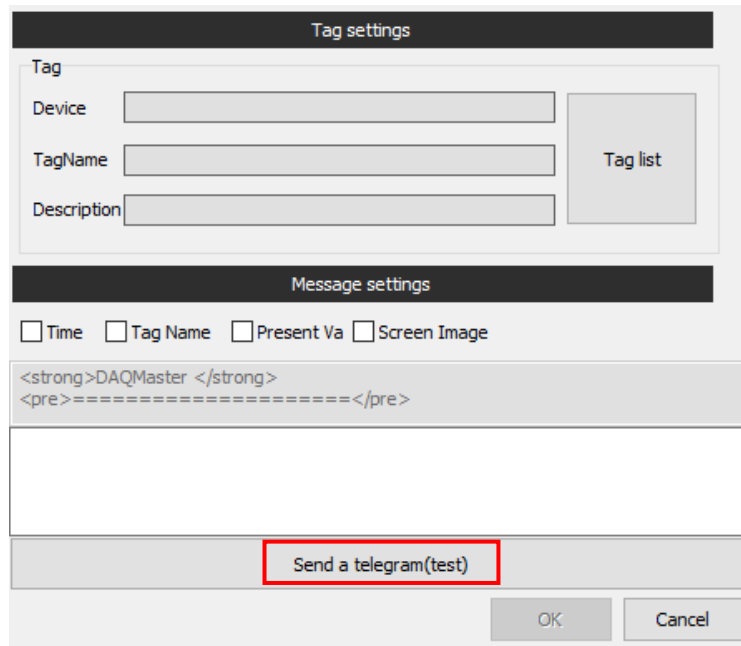 Tag settings
Tag
Device
TagName
Tag list
Description
Message settings
Time Tag Name Present Va Screen Image
<strong>DAQMaster </strong>
<pre>=====================</pre>
Send a telegram(test)
OK Cancel